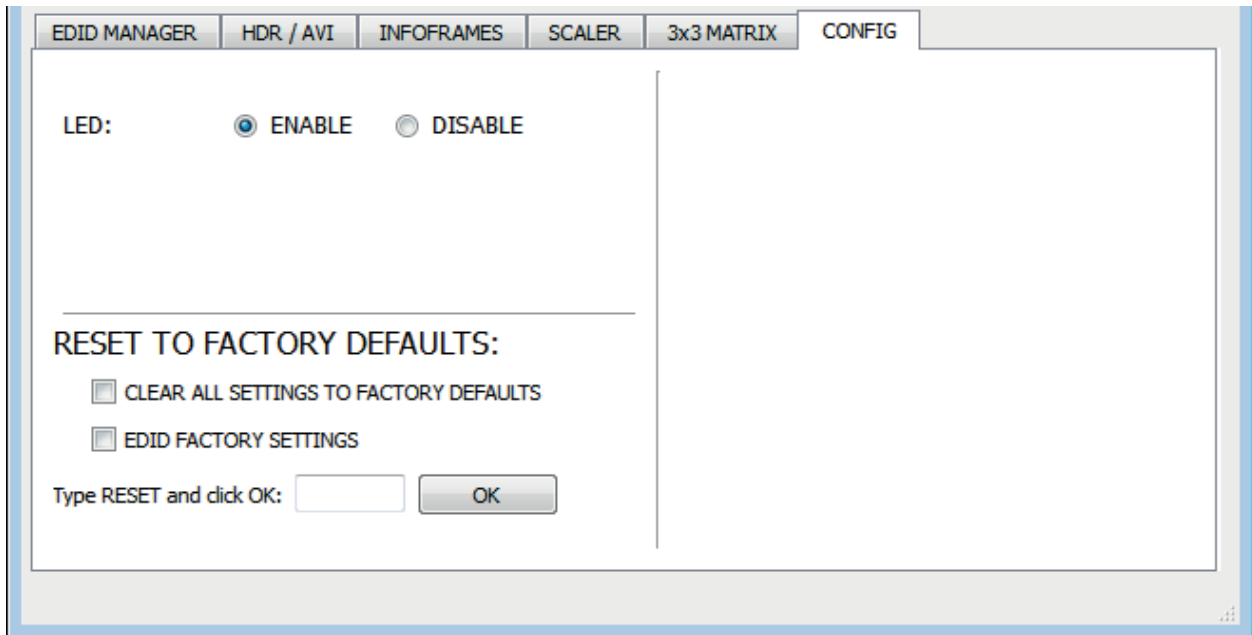 EDID MANAGER HDR / AVI INFOFRAMES SCALER 3x3 MATRIX CONFIG
LED: ENABLE DISABLE
RESET TO FACTORY DEFAULTS:
CLEAR ALL SETTINGS TO FACTORY DEFAULTS
EDID FACTORY SETTINGS
Type RESET and click OK: OK